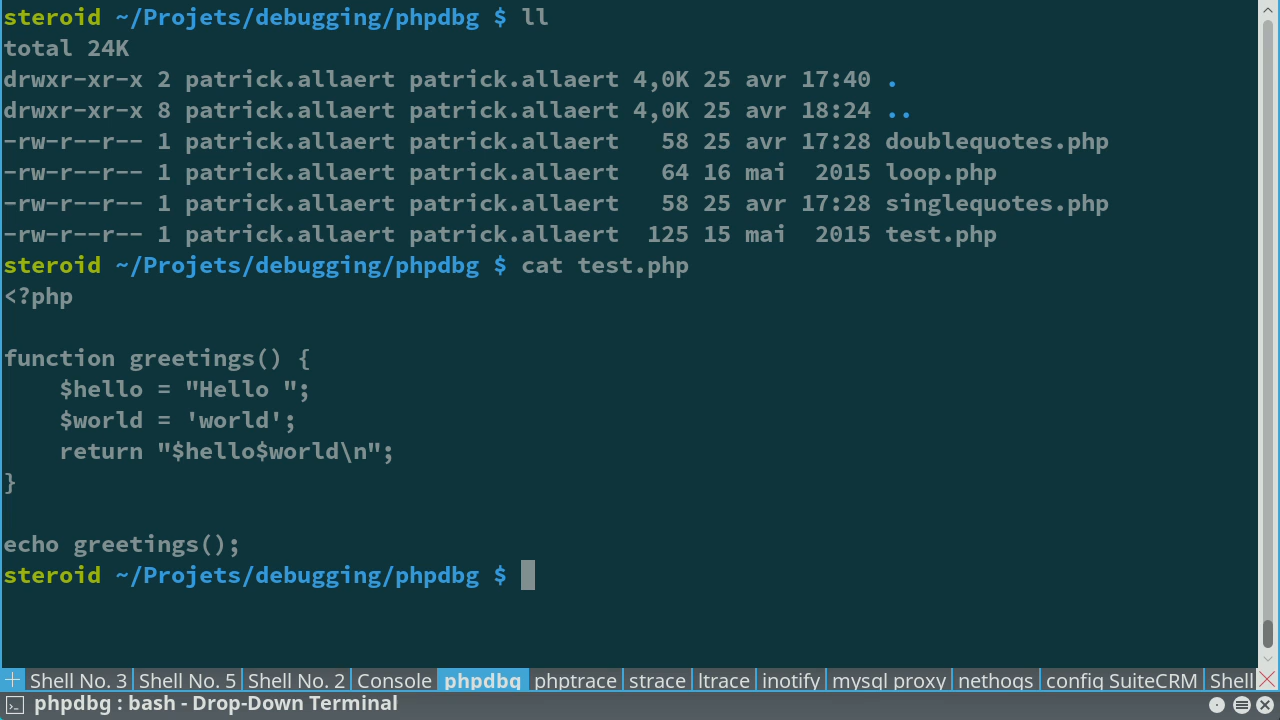 steroid ~/Projets/debugging/phpdbg $ ll
total 24K
drwxr-xr-x 2 patrick.allaert patrick.allaert 4,0K 25 avr 17:40 .
drwxr-xr-x 8 patrick.allaert patrick.allaert 4,0K 25 avr 18:24 ..
-rw-r--r-- 1 patrick.allaert patrick.allaert   58 25 avr 17:28 doublequotes.php
-rw-r--r-- 1 patrick.allaert patrick.allaert   64 16 mai  2015 loop.php
-rw-r--r-- 1 patrick.allaert patrick.allaert   58 25 avr 17:28 singlequotes.php
-rw-r--r-- 1 patrick.allaert patrick.allaert  125 15 mai  2015 test.php
steroid ~/Projets/debugging/phpdbg $ cat test.php
<?php
function greetings() {
    $hello = "Hello ";
    $world = 'world';
    return "$hello$world\n";
}
echo greetings();
steroid ~/Projets/debugging/phpdbg $
Shell No. 3 Shell No. 5 Shell No. 2 Console phpdbg phptrace strace ltrace inotify mysql proxy nethogs config SuiteCRM Shell
phpdbg : bash - Drop-Down Terminal